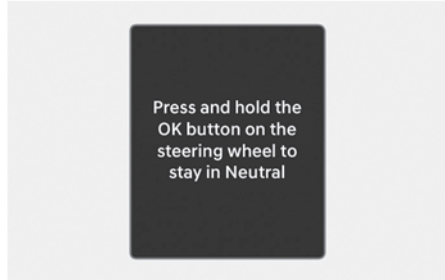 Press and hold the
OK button on the
steering wheel to
stay in Neutral